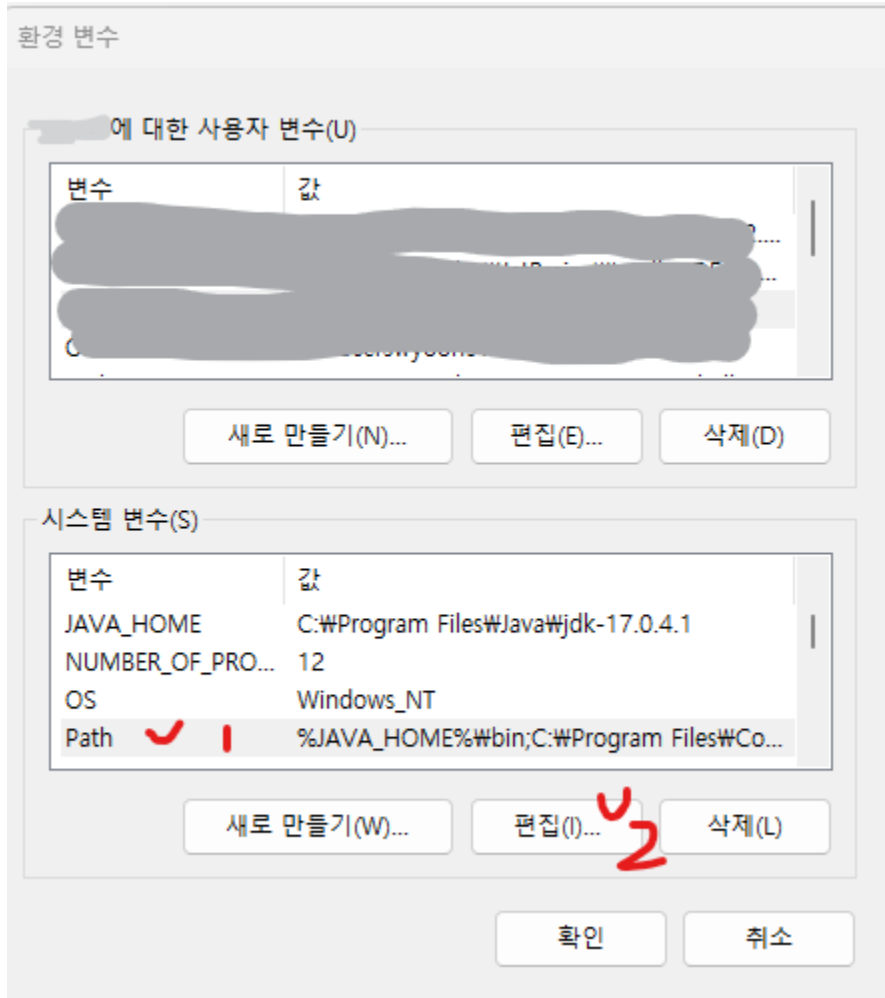 환경 변수
에 대한 사용자 변수(U)
변수 값
새로 만들기(N)... 편집(E)... 삭제(D)
시스템 변수(S)
변수 값
JAVA_HOME C:₩Program Files₩Java₩jdk-17.0.4.1
NUMBER_OF_PRO... 12
OS Windows_NT
Path 1 %JAVA_HOME%₩bin;C:₩Program Files₩Co...
새로 만들기(W)... 편집(I)... 2 삭제(L)
확인 취소